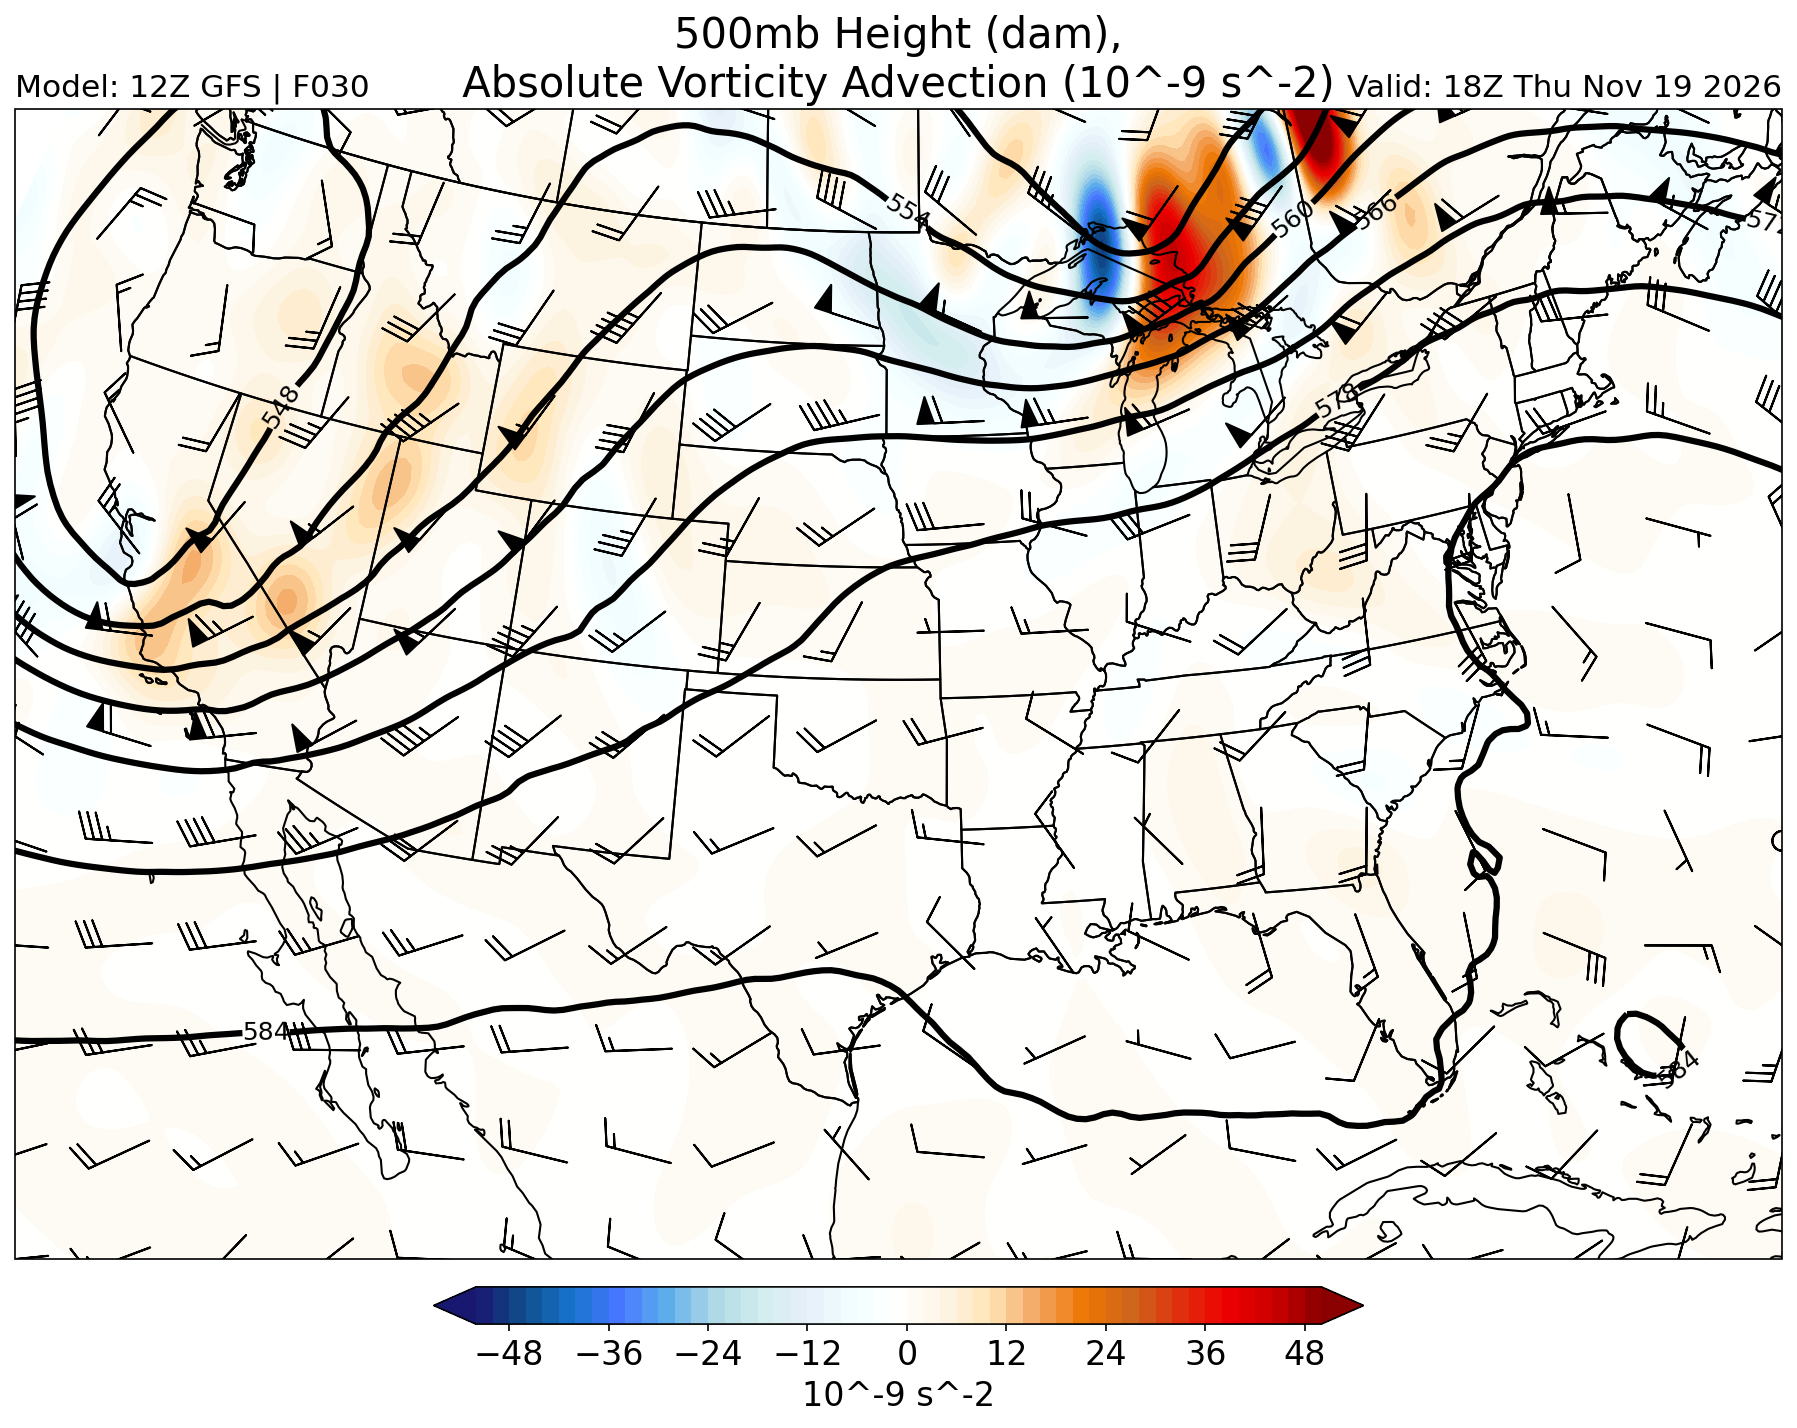 500mb Height (dam),
Model: 12Z GFS | F030
Absolute Vorticity Advection (10^-9 s^-2)
Valid: 18Z Thu Nov 19 2026
554
560
566
548
578
584
−48 −36 −24 −12 0 12 24 36 48
10^-9 s^-2